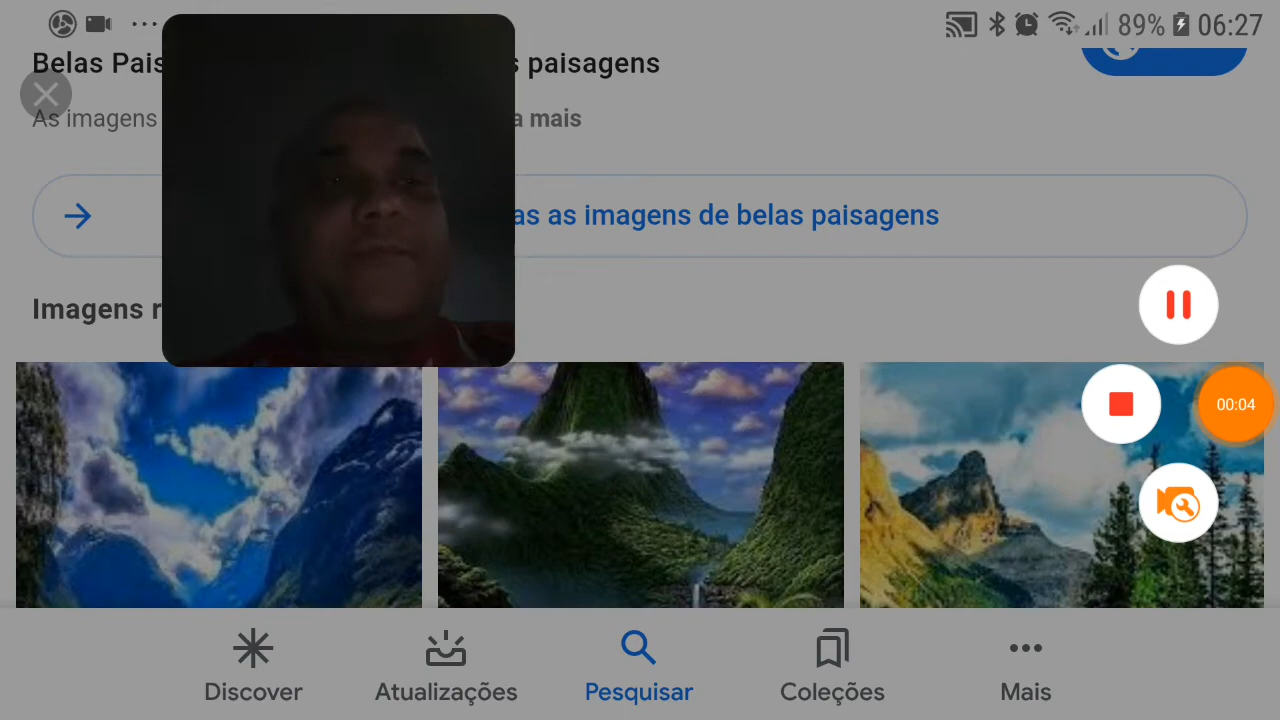 89% 06:27
Belas Pais s paisagens
As imagens a mais
as as imagens de belas paisagens
Imagens r
00:04
Discover Atualizações Pesquisar Coleções Mais